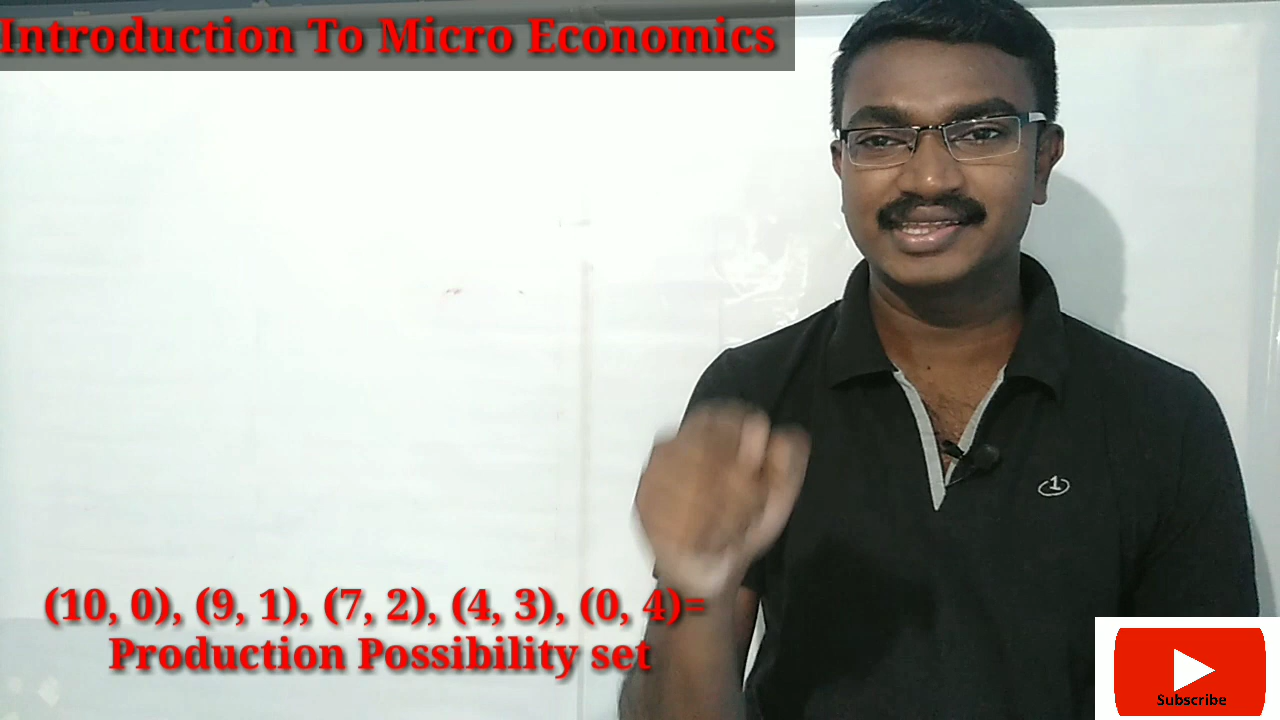 Introduction To Micro Economics
(10, 0), (9, 1), (7, 2), (4, 3), (0, 4)=
Production Possibility set
1
Subscribe